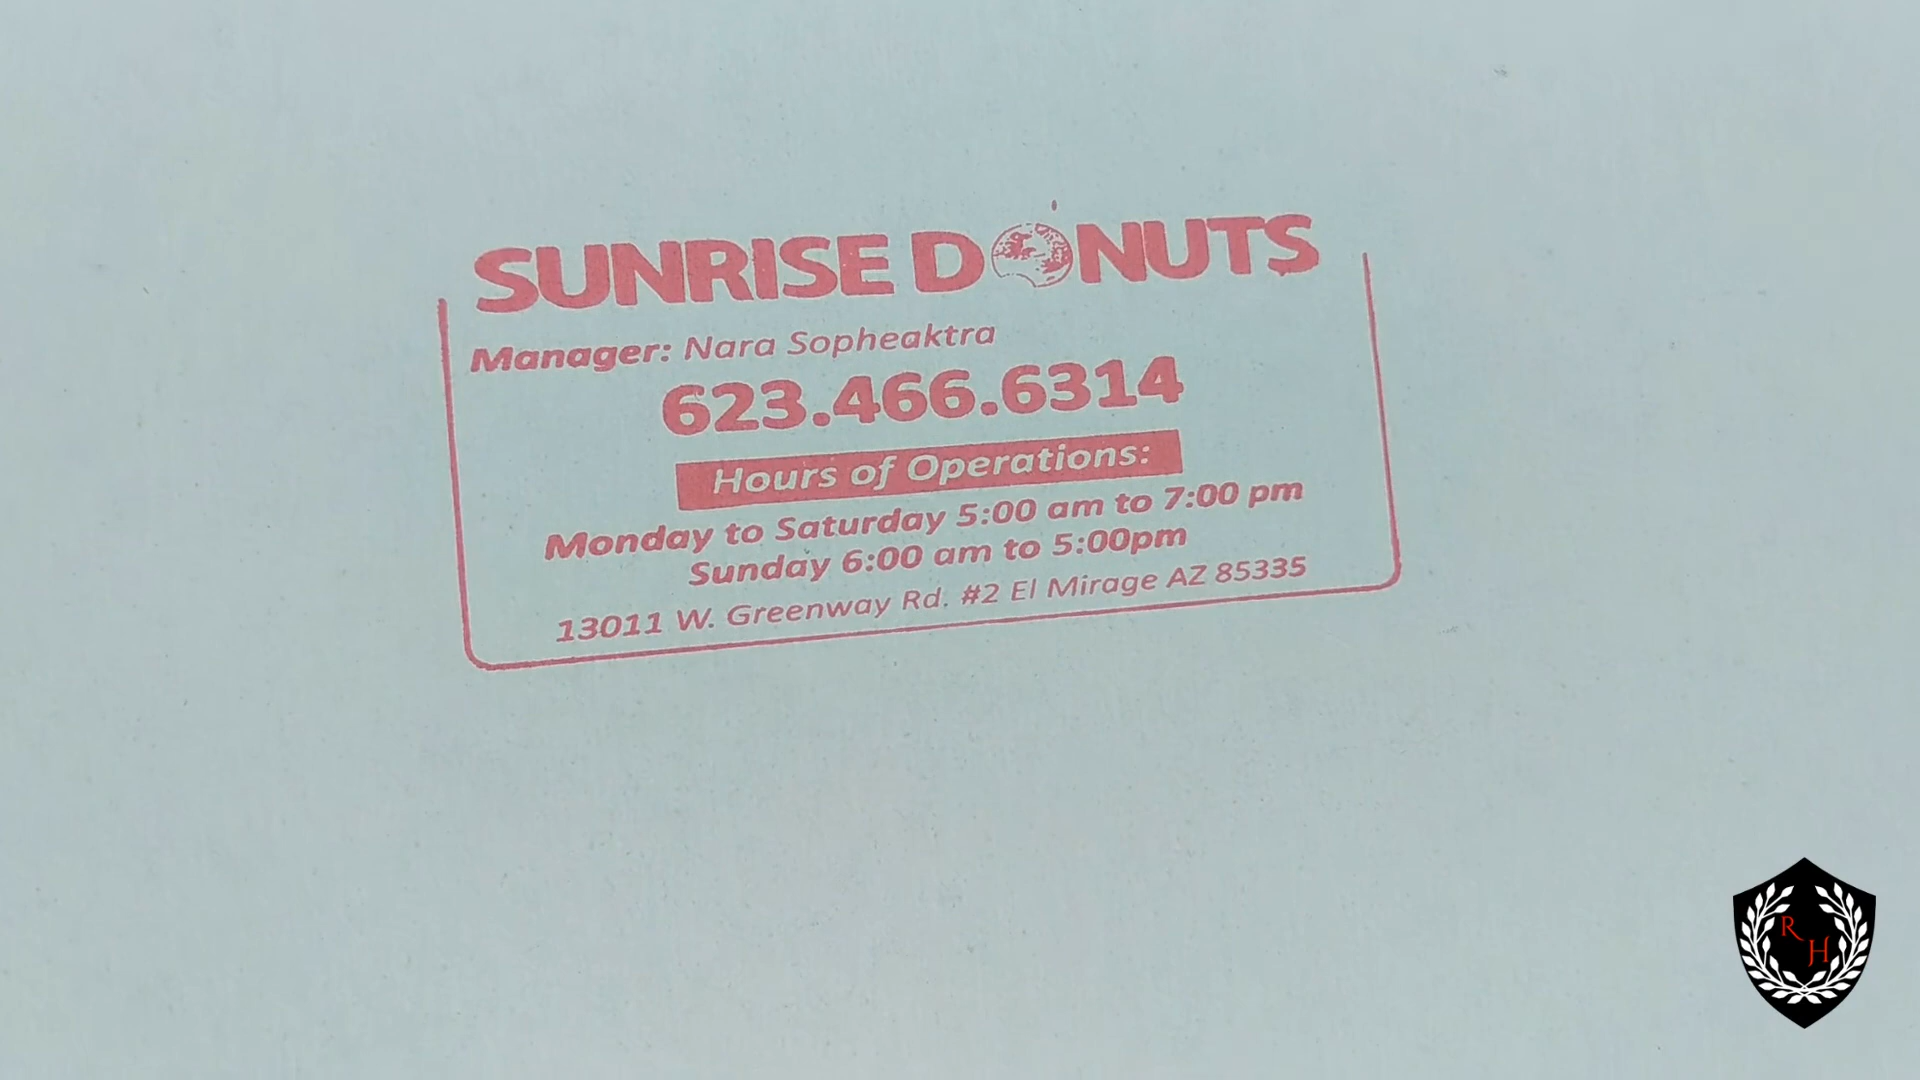 SUNRISE DONUTS
Manager: Nara Sopheaktra
623.466.6314
Hours of Operations:
Monday to Saturday 5:00 am to 7:00 pm
Sunday 6:00 am to 5:00pm
13011 W. Greenway Rd. #2 El Mirage AZ 85335
R
H